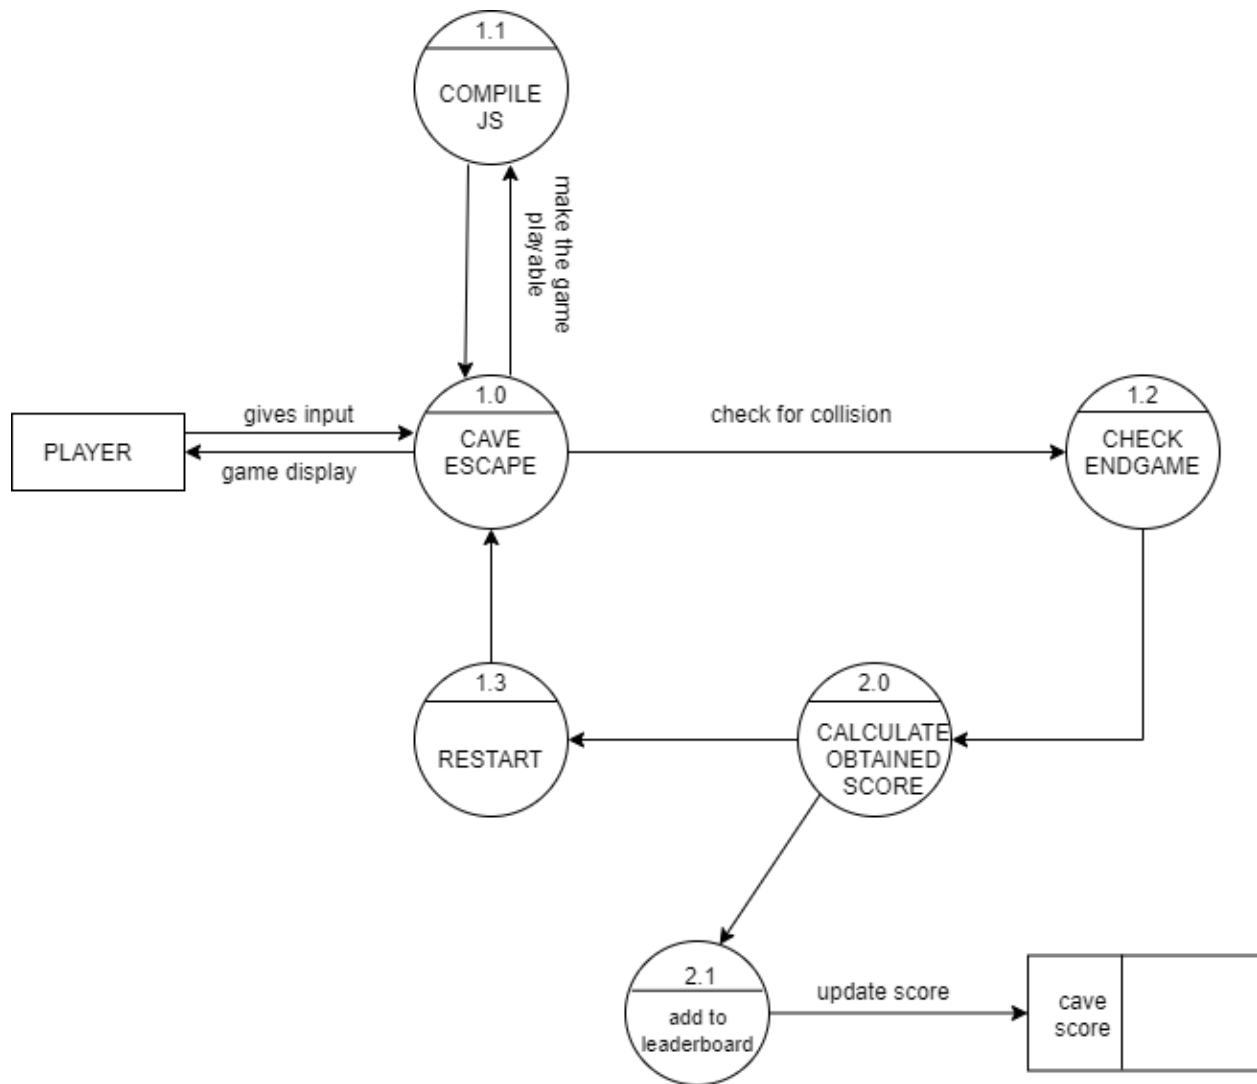 1.1
COMPILE
JS
make the game
playable
1.0
CAVE
ESCAPE
PLAYER
gives input
game display
check for collision
1.2
CHECK
ENDGAME
1.3
RESTART
2.0
CALCULATE
OBTAINED
SCORE
2.1
add to
leaderboard
update score
cave
score